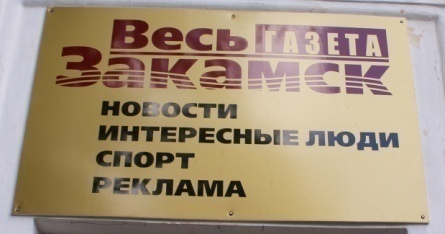 Весь ГАЗЕТА
Закамск
НОВОСТИ
ИНТЕРЕСНЫЕ ЛЮДИ
СПОРТ
РЕКЛАМА